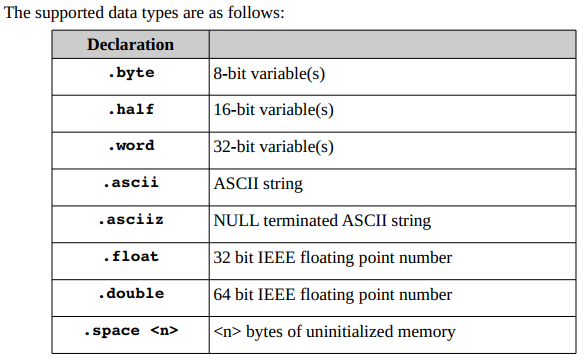 The supported data types are as follows:
Declaration
.byte 8-bit variable(s)
.half 16-bit variable(s)
.word 32-bit variable(s)
.ascii ASCII string
.asciiz NULL terminated ASCII string
.float 32 bit IEEE floating point number
.double 64 bit IEEE floating point number
.space <n> <n> bytes of uninitialized memory